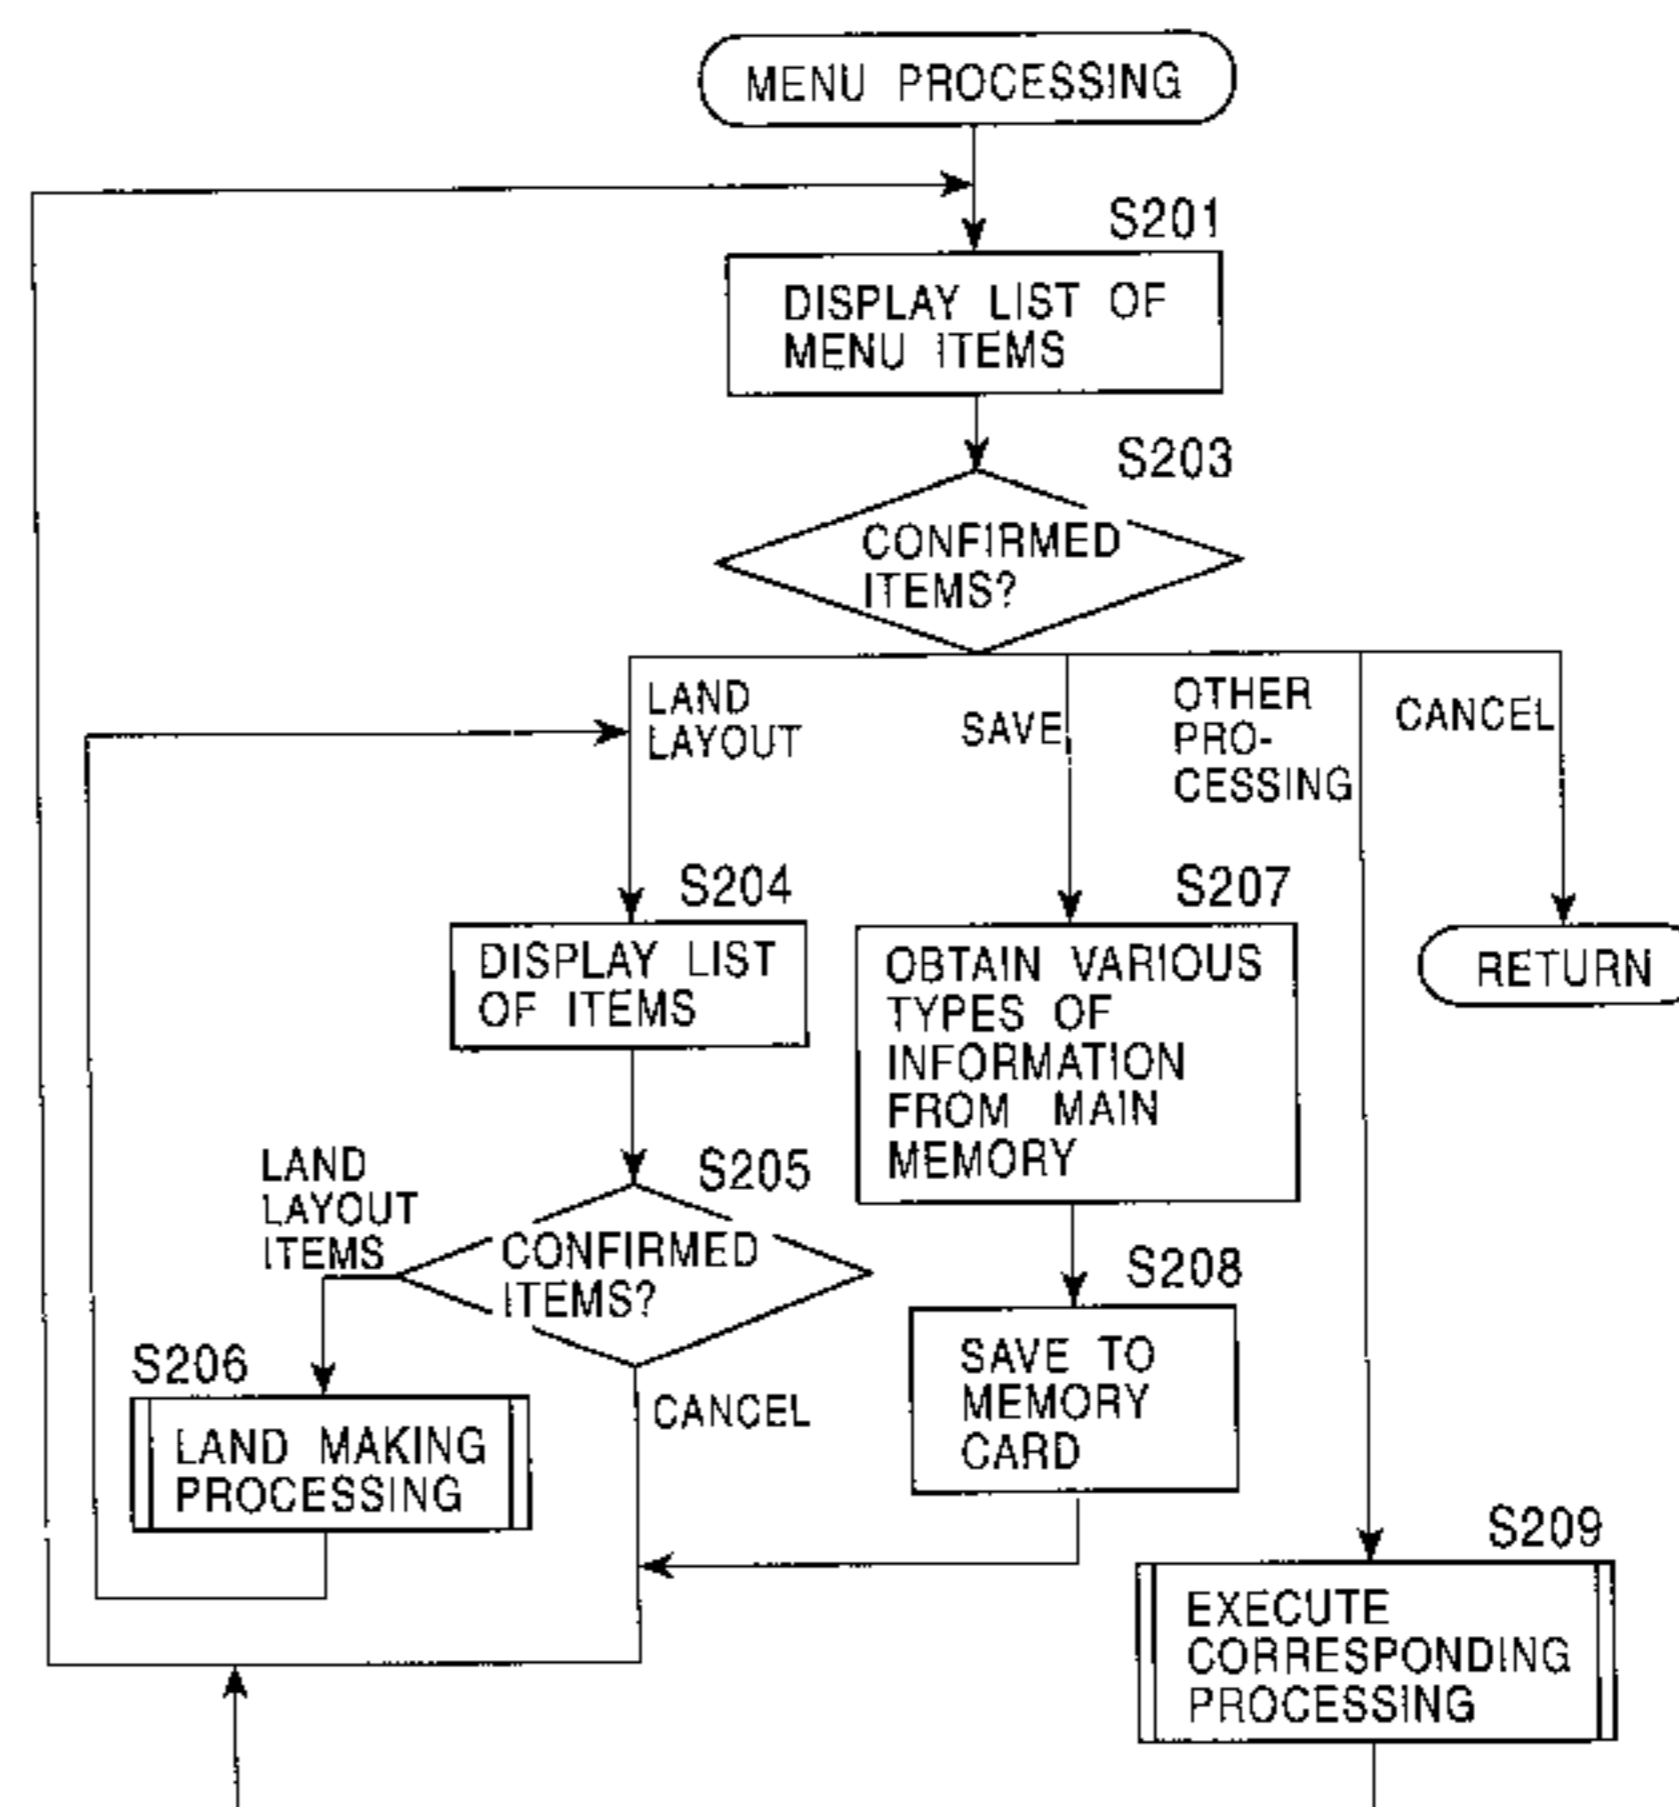 MENU PROCESSING
S201
DISPLAY LIST OF
MENU ITEMS
S203
CONFIRMED
ITEMS?
LAND
LAYOUT
SAVE
OTHER
PRO-
CESSING
CANCEL
S204
DISPLAY LIST
OF ITEMS
S207
OBTAIN VARIOUS
TYPES OF
INFORMATION
FROM MAIN
MEMORY
RETURN
LAND
LAYOUT
ITEMS
S205
CONFIRMED
ITEMS?
S208
SAVE TO
MEMORY
CARD
S206
LAND MAKING
PROCESSING
CANCEL
S209
EXECUTE
CORRESPONDING
PROCESSING